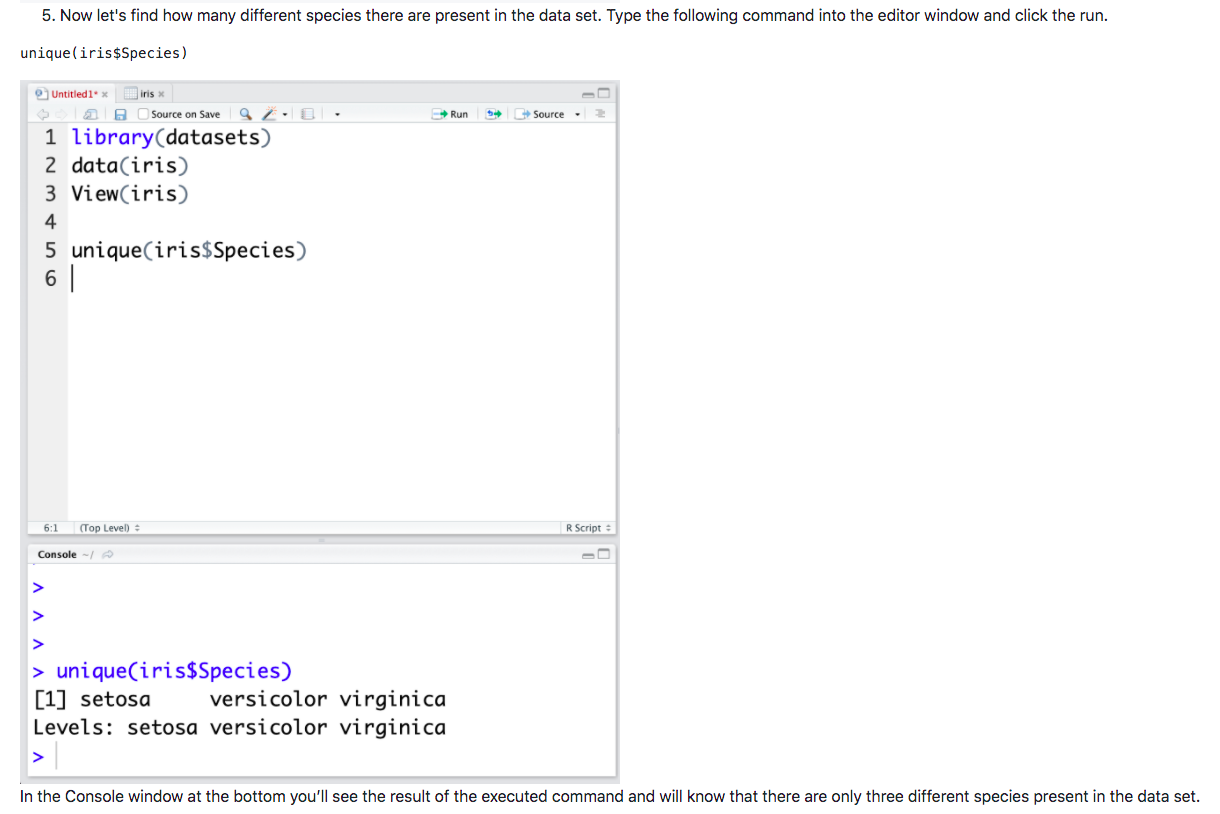 5. Now let's find how many different species there are present in the data set. Type the following command into the editor window and click the run.
unique(iris$Species)
Untitled1* x iris x
Source on Save Run Source
1 library(datasets)
2 data(iris)
3 View(iris)
4
5 unique(iris$Species)
6
6:1 (Top Level) R Script
Console ~/
>
>
>
> unique(iris$Species)
[1] setosa     versicolor virginica
Levels: setosa versicolor virginica
>
In the Console window at the bottom you'll see the result of the executed command and will know that there are only three different species present in the data set.